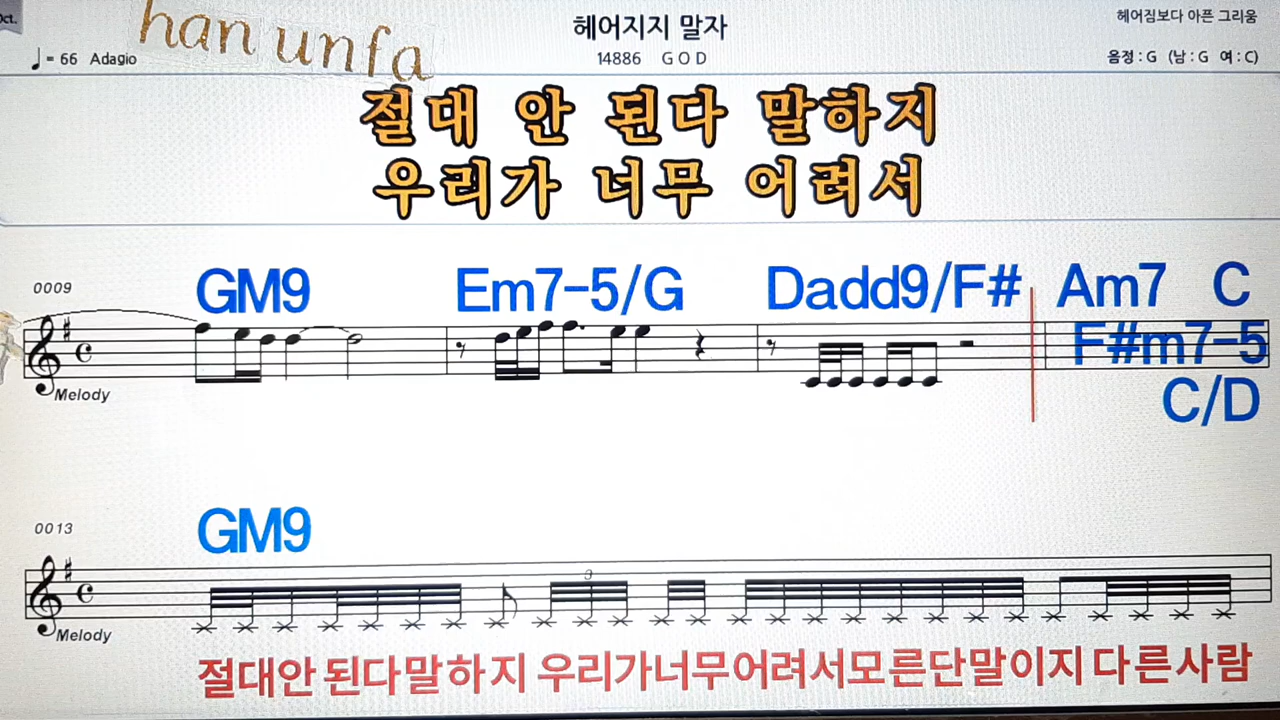 Oct.
han unfa
헤어지지 말자
헤어짐보다 아픈 그리움
♩= 66 Adagio
14886 G O D
음정 : G (남 : G 여 : C)
절대 안 된다 말하지
우리가 너무 어려서
0009
GM9 Em7-5/G Dadd9/F# Am7 C
F#m7-5
C/D
Melody
0013
GM9
3
Melody
절대안 된다말하지 우리가너무어려서모른단말이지 다른사람